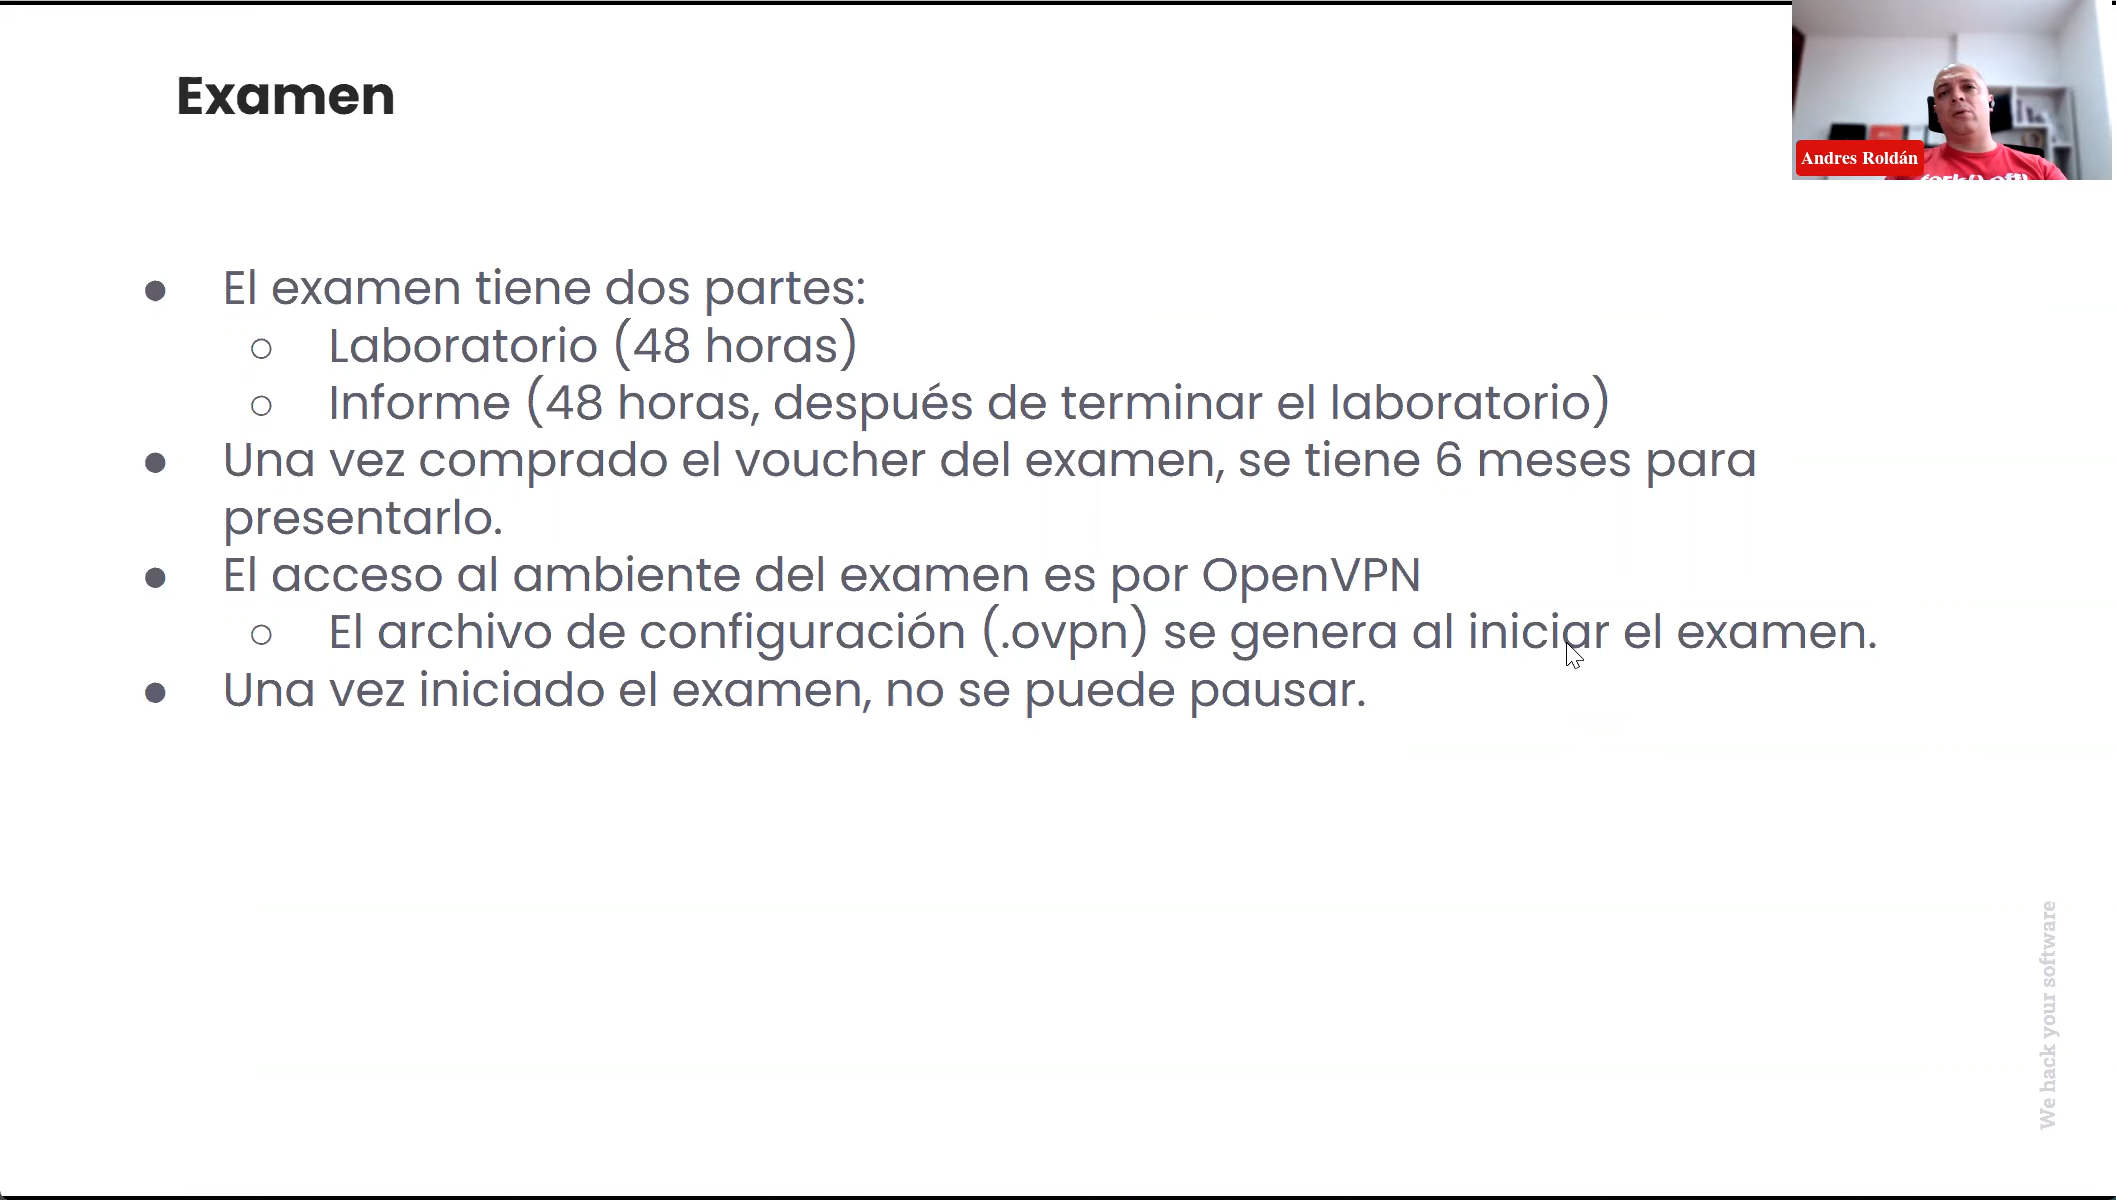 Examen
Andres Roldán
● El examen tiene dos partes:
○ Laboratorio (48 horas)
○ Informe (48 horas, después de terminar el laboratorio)
● Una vez comprado el voucher del examen, se tiene 6 meses para
presentarlo.
● El acceso al ambiente del examen es por OpenVPN
○ El archivo de configuración (.ovpn) se genera al iniciar el examen.
● Una vez iniciado el examen, no se puede pausar.
We hack your software